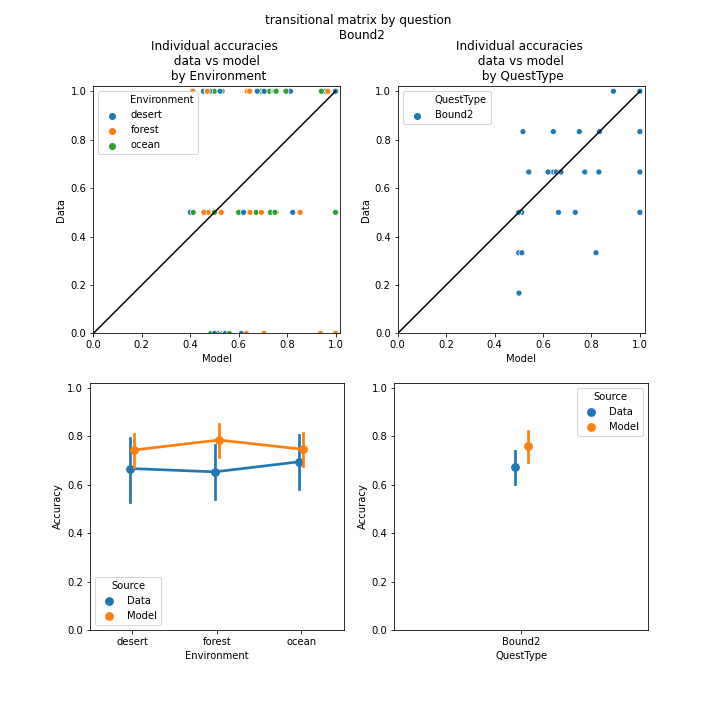 transitional matrix by question
Bound2
Individual accuracies
data vs model
by Environment
Individual accuracies
data vs model
by QuestType
Environment
desert
forest
ocean
1.0
0.8
0.6
0.4
0.2
0.0
Data
0.0 0.2 0.4 0.6 0.8 1.0
Model
QuestType
Bound2
1.0
0.8
0.6
0.4
0.2
0.0
Data
0.0 0.2 0.4 0.6 0.8 1.0
Model
1.0
0.8
0.6
0.4
0.2
0.0
Accuracy
Source
Data
Model
desert forest ocean
Environment
1.0
0.8
0.6
0.4
0.2
0.0
Accuracy
Source
Data
Model
Bound2
QuestType